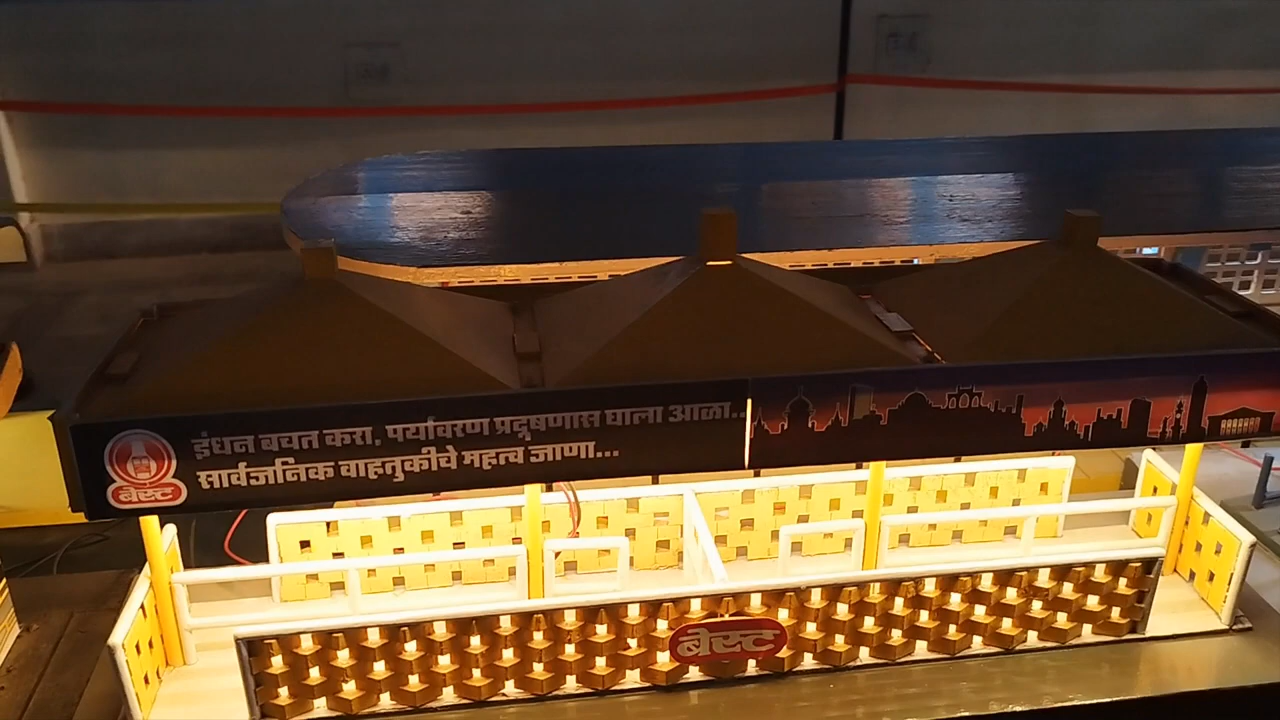 इंधन बचत करा, पर्यावरण प्रदूषणास घाला आळा..
सार्वजनिक वाहतुकीचे महत्व जाणा...
बेस्ट
बेस्ट